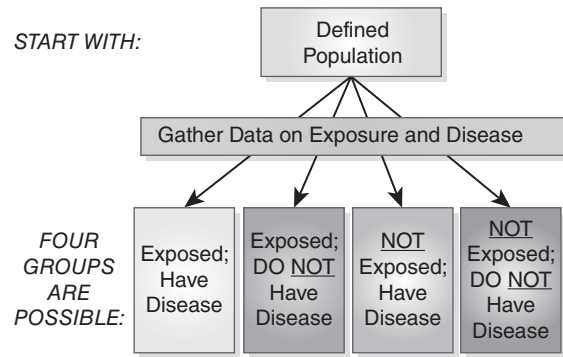 START WITH:
Defined
Population
Gather Data on Exposure and Disease
FOUR
GROUPS
ARE
POSSIBLE:
Exposed;
Have
Disease
Exposed;
DO NOT
Have
Disease
NOT
Exposed;
Have
Disease
NOT
Exposed;
DO NOT
Have
Disease